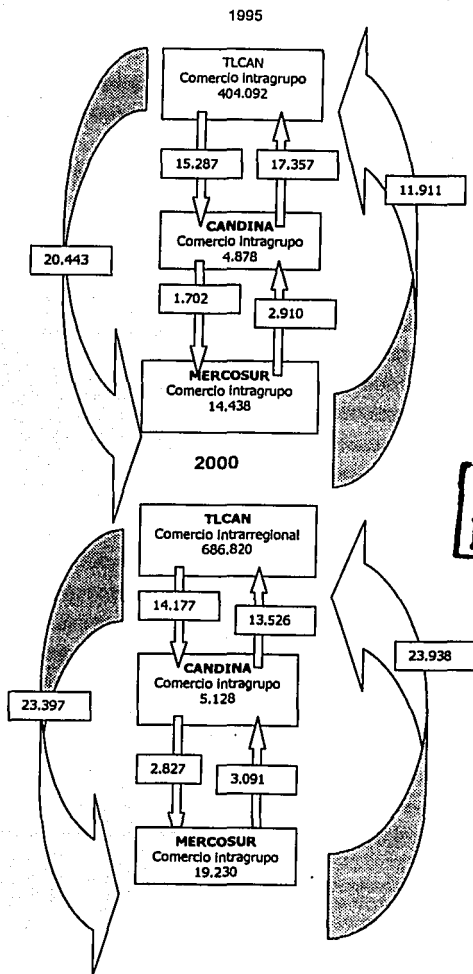 1995
TLCAN
Comercio intragrupo
404.092
15.287
17.357
11.911
CANDINA
Comercio intragrupo
4.878
20.443
1.702
2.910
MERCOSUR
Comercio intragrupo
14,438
2000
TLCAN
Comercio intrarregional
686,820
14.177
13.526
CANDINA
Comercio intragrupo
5.128
23.938
23.397
2.827
3.091
MERCOSUR
Comercio intragrupo
19.230